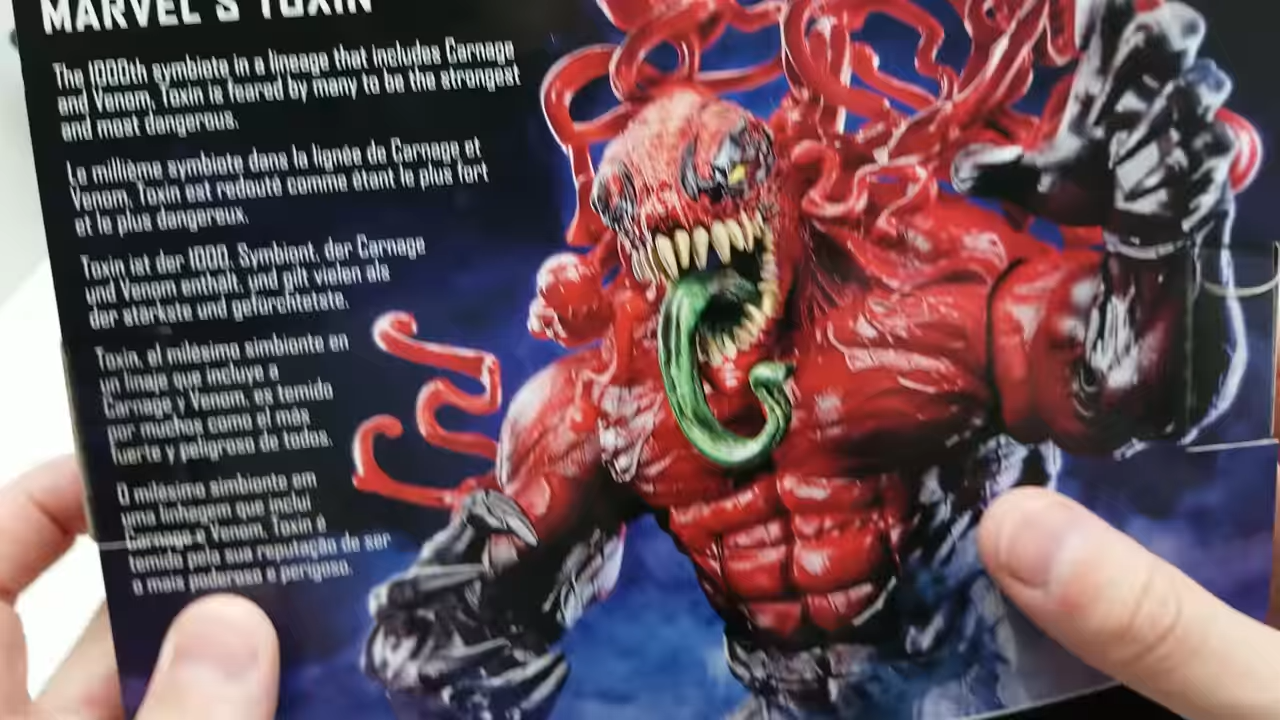 MARVEL'S TOXIN
The 1000th symbiote in a lineage that includes Carnage
and Venom, Toxin is feared by many to be the strongest
and most dangerous.
Le millième symbiote dans la lignée de Carnage et
Venom, Toxin est redouté comme étant le plus fort
et le plus dangereux.
Toxin ist der 1000. Symbiont, der Carnage
und Venom enthält, und gilt vielen als
der stärkste und gefürchtetste.
Toxin, el milésimo simbionte en
un linaje que incluye a
Carnage y Venom, es temido
por muchos como el más
fuerte y peligroso de todos.
O milésimo simbionte em
uma linhagem que inclui
Carnage e Venom, Toxin é
temido pela sua reputação de ser
o mais poderoso e perigoso.